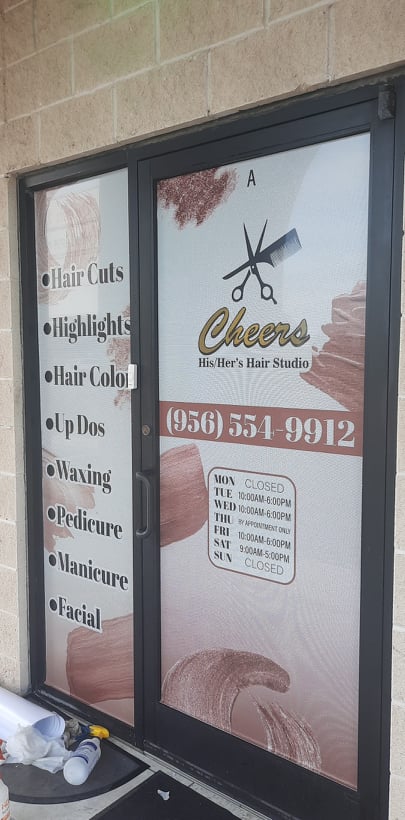 A
Cheers
His/Her's Hair Studio
(956) 554-9912
MON CLOSED
TUE 10:00AM-6:00PM
WED 10:00AM-6:00PM
THU BY APPOINTMENT ONLY
FRI 10:00AM-6:00PM
SAT 9:00AM-5:00PM
SUN CLOSED
•Hair Cuts
•Highlights
•Hair Color
•Up Dos
•Waxing
•Pedicure
•Manicure
•Facial